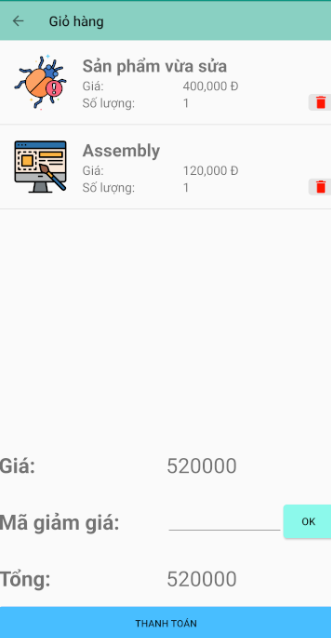 Giỏ hàng
Sản phẩm vừa sửa
Giá: 400,000 Đ
Số lượng: 1
Assembly
Giá: 120,000 Đ
Số lượng: 1
Giá: 520000
Mã giảm giá: OK
Tổng: 520000
THANH TOÁN